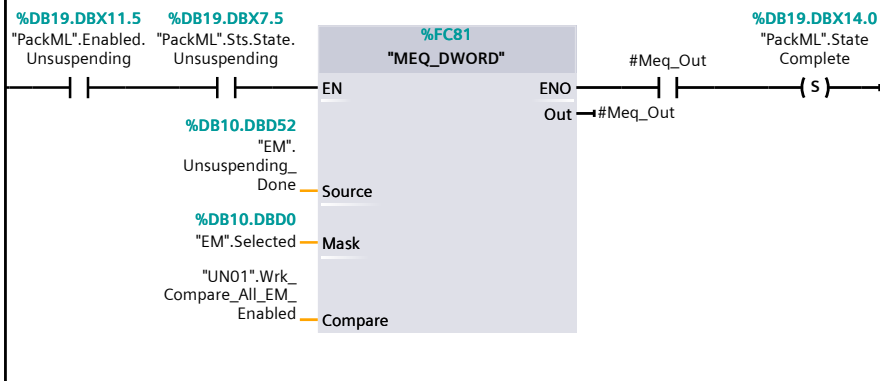 %DB19.DBX11.5
"PackML".Enabled.
Unsuspending
%DB19.DBX7.5
"PackML".Sts.State.
Unsuspending
%FC81
"MEQ_DWORD"
EN
ENO
Out
#Meq_Out
#Meq_Out
%DB19.DBX14.0
"PackML".State
Complete
S
%DB10.DBD52
"EM".
Unsuspending_
Done
Source
%DB10.DBD0
"EM".Selected
Mask
"UN01".Wrk_
Compare_All_EM_
Enabled
Compare